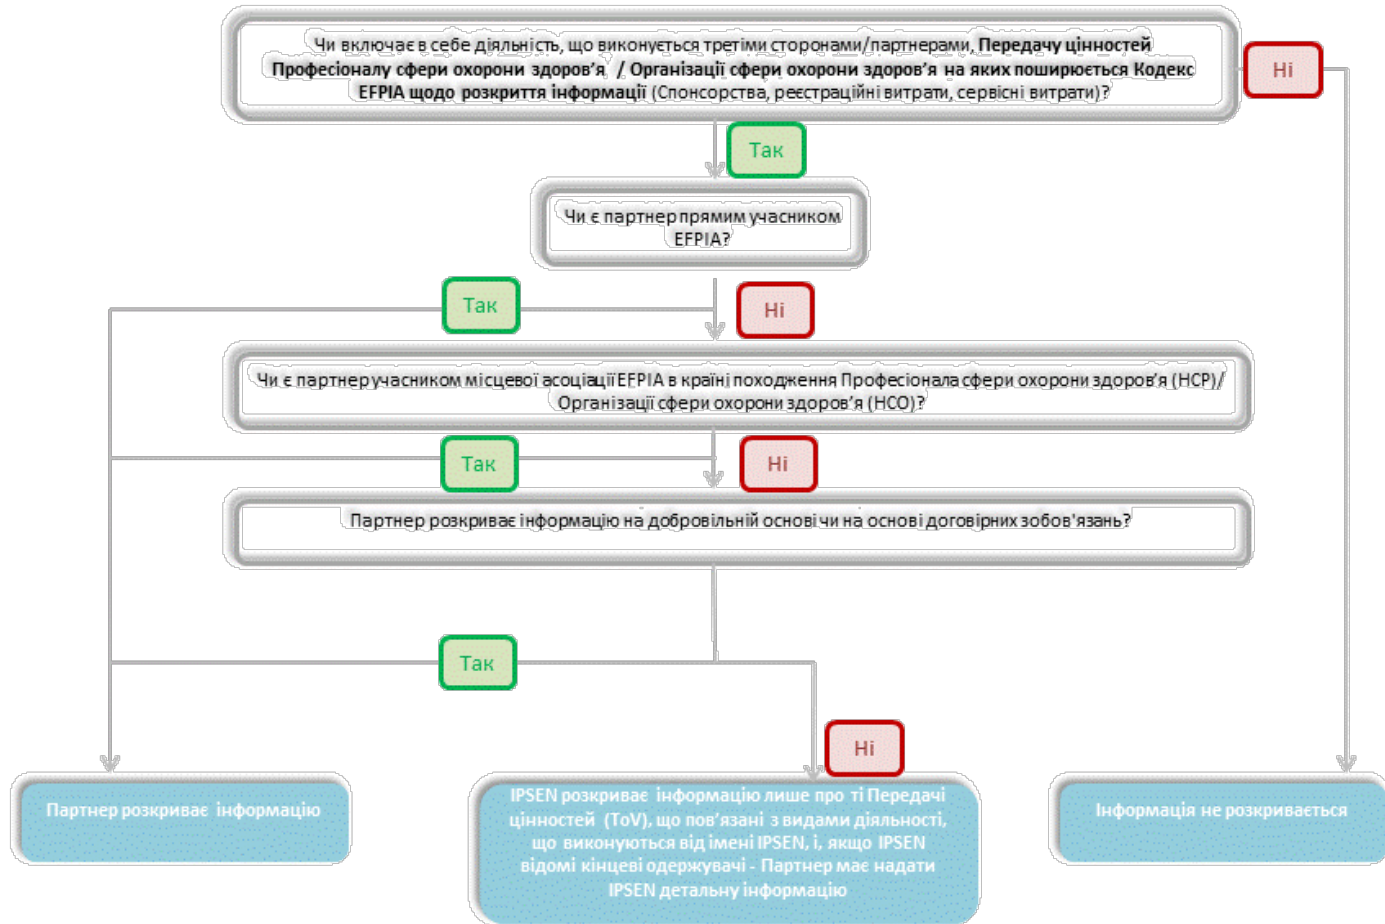 Чи включає в себе діяльність, що виконується третіми сторонами/партнерами, Передачу цінностей
Професіоналу сфери охорони здоров’я / Організації сфери охорони здоров’я на яких поширюється Кодекс
EFPIA щодо розкриття інформації (Спонсорства, реєстраційні витрати, сервісні витрати)?
Ні
Так
Чи є партнер прямим учасником
EFPIA?
Так
Ні
Чи є партнер учасником місцевої асоціації EFPIA в країні походження Професіонала сфери охорони здоров’я (HCP)/
Організації сфери охорони здоров’я (HCO)?
Так
Ні
Партнер розкриває інформацію на добровільній основі чи на основі договірних зобов'язань?
Так
Ні
Партнер розкриває інформацію
IPSEN розкриває інформацію лише про ті Передачі
цінностей (ToV), що пов’язані з видами діяльності,
що виконуються від імені IPSEN, і, якщо IPSEN
відомі кінцеві одержувачі - Партнер має надати
IPSEN детальну інформацію
Інформація не розкривається